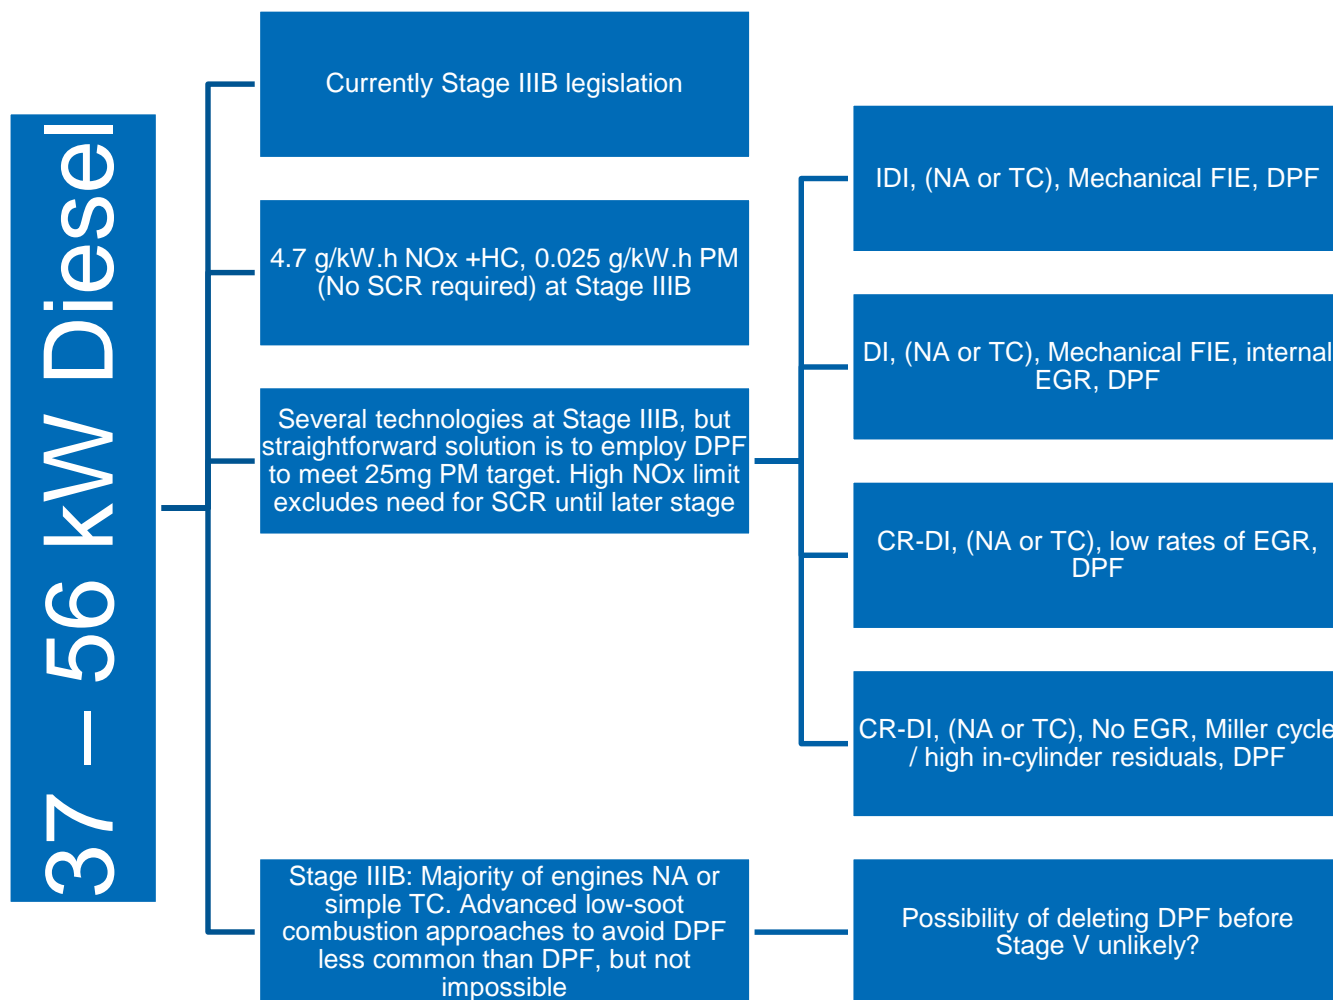 37 – 56 kW Diesel
Currently Stage IIIB legislation
4.7 g/kW.h NOx +HC, 0.025 g/kW.h PM
(No SCR required) at Stage IIIB
Several technologies at Stage IIIB, but
straightforward solution is to employ DPF
to meet 25mg PM target. High NOx limit
excludes need for SCR until later stage
IDI, (NA or TC), Mechanical FIE, DPF
DI, (NA or TC), Mechanical FIE, internal
EGR, DPF
CR-DI, (NA or TC), low rates of EGR,
DPF
CR-DI, (NA or TC), No EGR, Miller cycle
/ high in-cylinder residuals, DPF
Stage IIIB: Majority of engines NA or
simple TC. Advanced low-soot
combustion approaches to avoid DPF
less common than DPF, but not
impossible
Possibility of deleting DPF before
Stage V unlikely?